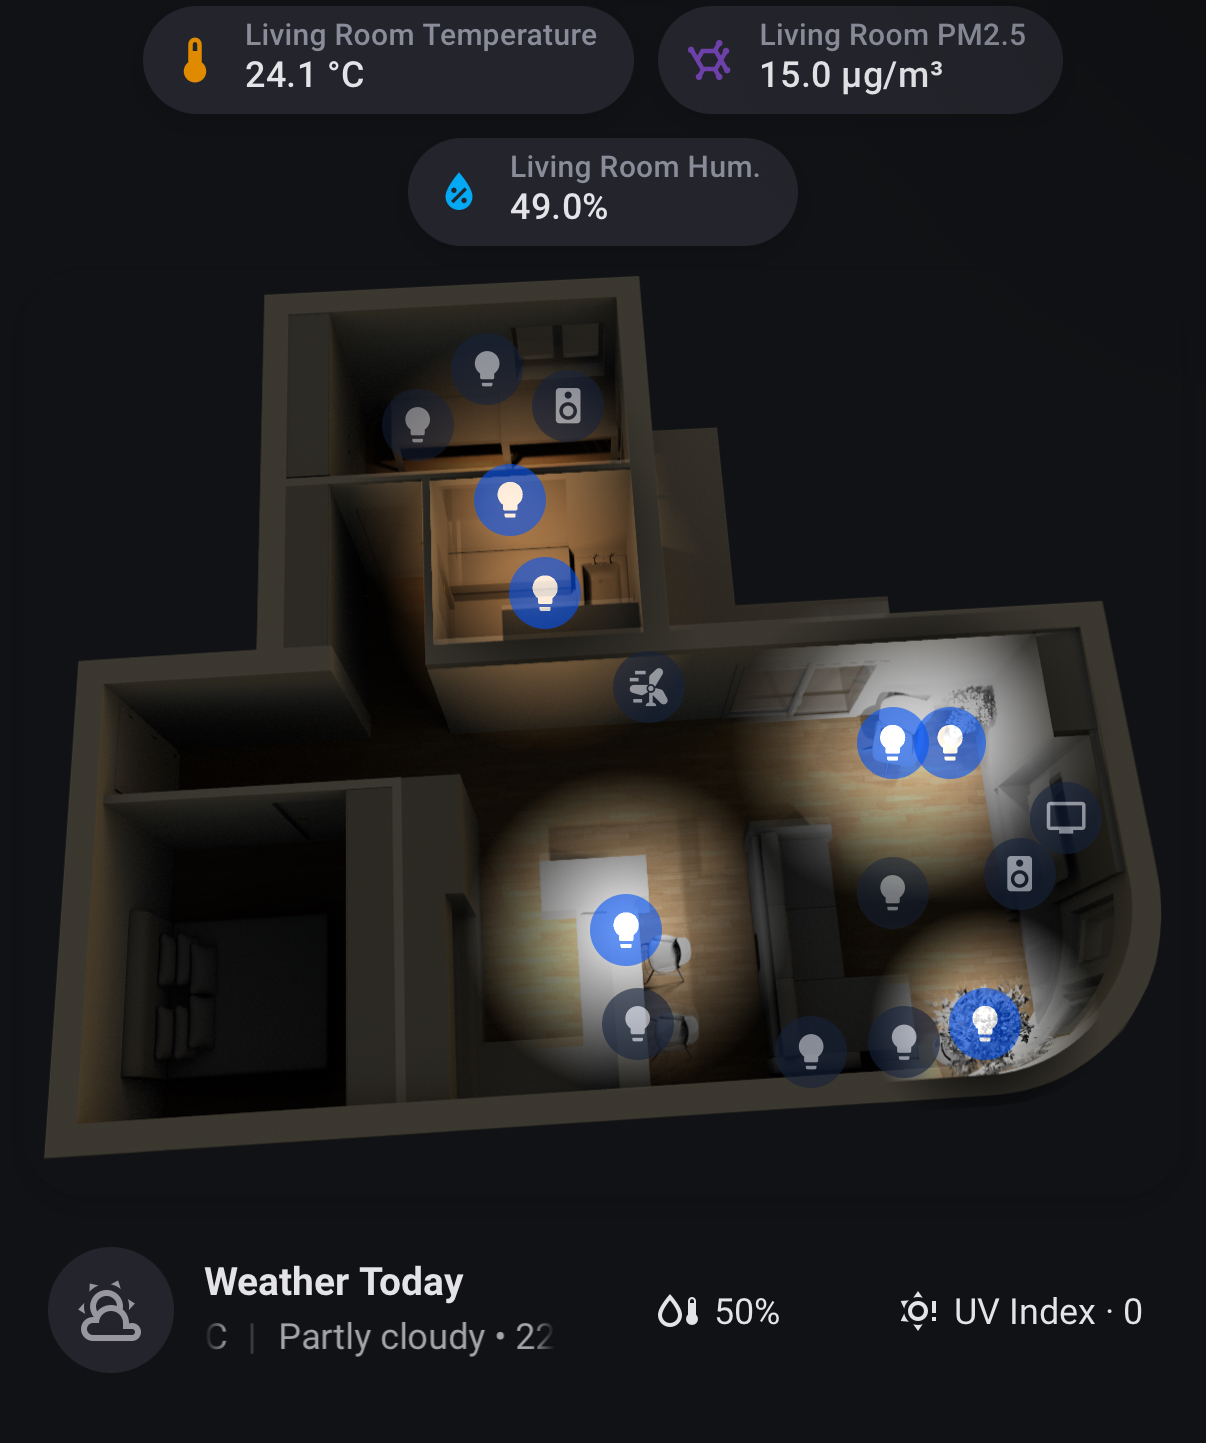 Living Room Temperature
24.1 °C
Living Room PM2.5
15.0 µg/m³
Living Room Hum.
49.0%
Weather Today
C | Partly cloudy • 22
50%
UV Index · 0